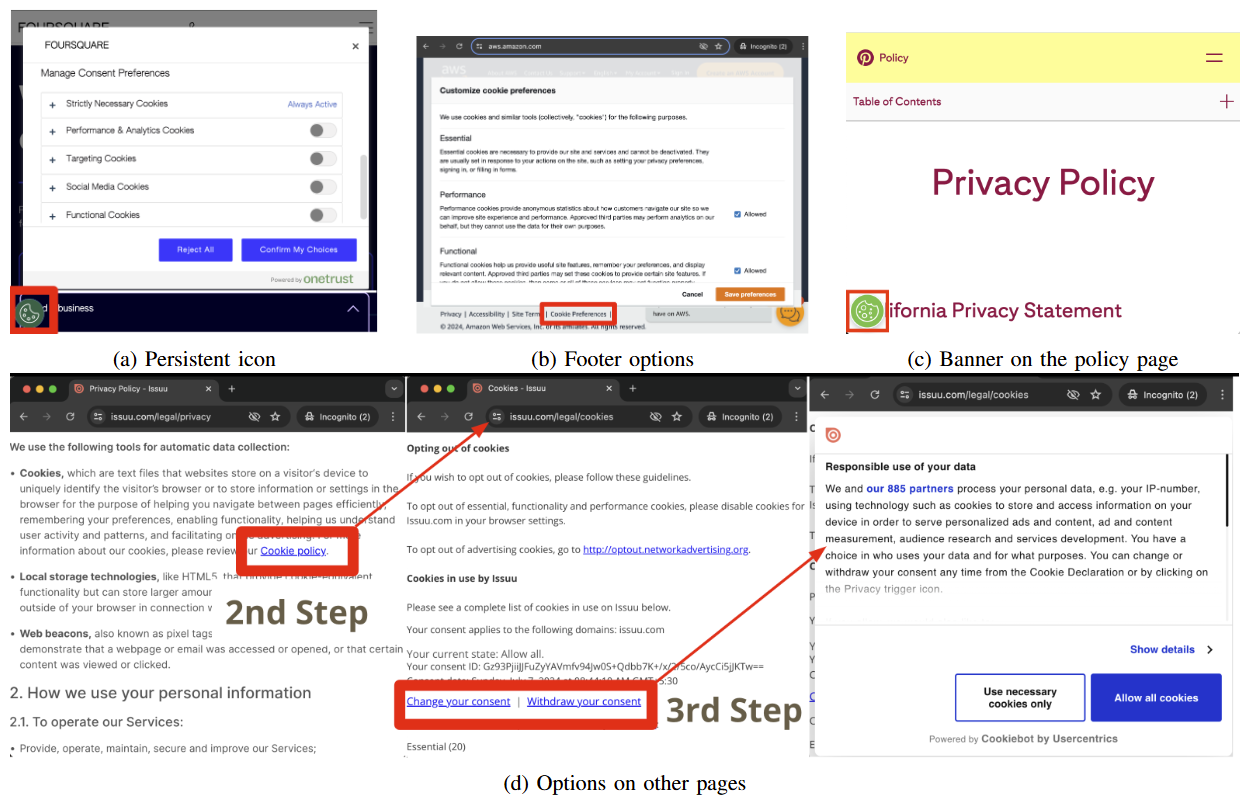 FOURSQUARE
FOURSQUARE
×
Manage Consent Preferences
+ Strictly Necessary Cookies Always Active
+ Performance & Analytics Cookies
+ Targeting Cookies
+ Social Media Cookies
+ Functional Cookies
Reject All Confirm My Choices
Powered by onetrust
business
(a) Persistent icon
aws.amazon.com Incognito (2)
aws
Customize cookie preferences
We use cookies and similar tools (collectively, "cookies") for the following purposes.
Essential
Essential cookies are necessary to provide our site and services and cannot be deactivated. They
are usually set in response to your actions on the site, such as setting your privacy preferences,
signing in, or filling in forms.
Performance
Performance cookies provide anonymous statistics about how customers navigate our site so we
can improve site experience and performance. Approved third parties may perform analytics on our
behalf, but they cannot use the data for their own purposes.
Allowed
Functional
Functional cookies help us provide useful site features, remember your preferences, and display
relevant content. Approved third parties may set these cookies to provide certain site features. If
Allowed
Cancel Save preferences
Privacy | Accessibility | Site Terms | Cookie Preferences |
have on AWS.
© 2024, Amazon Web Services, Inc. or its affiliates. All rights reserved.
(b) Footer options
Policy
Table of Contents +
Privacy Policy
ifornia Privacy Statement
(c) Banner on the policy page
Privacy Policy - Issuu × +
issuu.com/legal/privacy Incognito (2)
We use the following tools for automatic data collection:
• Cookies, which are text files that websites store on a visitor's device to
uniquely identify the visitor's browser or to store information or settings in the
browser for the purpose of helping you navigate between pages efficiently,
remembering your preferences, enabling functionality, helping us understand
user activity and patterns, and facilitating online advertising. For more
information about our cookies, please review our Cookie policy.
• Local storage technologies, like HTML5, that provide cookie-equivalent
functionality but can store larger amour
outside of your browser in connection w
• Web beacons, also known as pixel tags
demonstrate that a webpage or email was accessed or opened, or that certain
content was viewed or clicked.
2nd Step
2. How we use your personal information
2.1. To operate our Services:
• Provide, operate, maintain, secure and improve our Services;
Cookies - Issuu × +
issuu.com/legal/cookies Incognito (2)
Opting out of cookies
If you wish to opt out of cookies, please follow these guidelines.
To opt out of essential, functionality and performance cookies, please disable cookies for
Issuu.com in your browser settings.
To opt out of advertising cookies, go to http://optout.networkadvertising.org.
Cookies in use by Issuu
Please see a complete list of cookies in use on Issuu below.
Your consent applies to the following domains: issuu.com
Your current state: Allow all.
Your consent ID:
Change your consent | Withdraw your consent
3rd Step
Essential (20)
issuu.com/legal/cookies Incognito (2)
Responsible use of your data
We and our 885 partners process your personal data, e.g. your IP-number,
using technology such as cookies to store and access information on your
device in order to serve personalized ads and content, ad and content
measurement, audience research and services development. You have a
choice in who uses your data and for what purposes. You can change or
withdraw your consent any time from the Cookie Declaration or by clicking on
the Privacy trigger icon.
Show details
Use necessary
cookies only
Allow all cookies
Powered by Cookiebot by Usercentrics
(d) Options on other pages